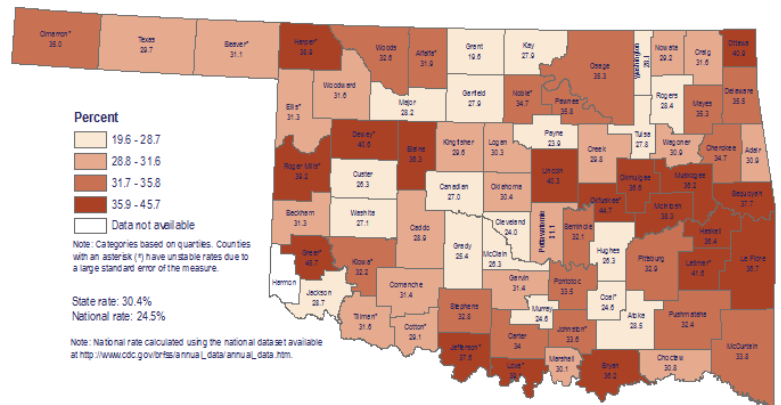 Cimarron*
36.0
Texas
29.7
Beaver*
31.1
Harper*
Woods
32.6
Alfalfa*
31.9
Grant
19.6
Kay
27.9
Osage
35.3
Washington
28.1
Nowata
29.2
Craig
31.6
Ottawa
40.9
Ellis*
31.3
Woodward
31.6
Major
28.2
Garfield
27.9
Noble*
34.7
Pawnee
35.8
Rogers
28.4
Mayes
35.3
Delaware
35.8
Percent
19.6 - 28.7
28.8 - 31.6
31.7 - 35.8
35.9 - 45.7
Data not available
Note: Categories based on quartiles. Counties
with an asterisk (*) have unstable rates due to
a large standard error of the measure.
State rate: 30.4%
National rate: 24.5%
Note: National rate calculated using the national dataset available
at http://www.cdc.gov/brfss/annual_data/annual_data.htm.
Roger Mills*
39.2
Dewey*
40.6
Blaine
36.3
Kingfisher
29.6
Logan
30.3
Payne
23.9
Creek
29.8
Tulsa
27.8
Wagoner
30.9
Cherokee
34.7
Adair
30.9
Custer
26.3
Canadian
27.0
Oklahoma
30.4
Lincoln
40.3
Okmulgee
36.6
Muskogee
36.2
Sequoyah
37.7
Beckham
31.3
Washita
27.1
Caddo
28.9
Grady
25.4
Cleveland
24.0
McClain
26.3
Pottawatomie
31.1
Seminole
32.1
Okfuskee*
44.7
McIntosh
38.3
Hughes
26.3
Haskell
36.4
Le Flore
Greer*
45.7
Kiowa*
32.2
Harmon
Jackson
28.7
Tillman*
31.6
Comanche
31.4
Cotton*
29.1
Stephens
32.8
Garvin
31.4
Murray
24.6
Pontotoc
33.5
Coal*
24.6
Pittsburg
32.9
Latimer*
Atoka
28.5
Pushmataha
32.4
McCurtain
33.8
Jefferson*
37.6
Carter
34
Love*
Johnston*
33.6
Marshall
30.1
Bryan
36.2
Choctaw
30.8